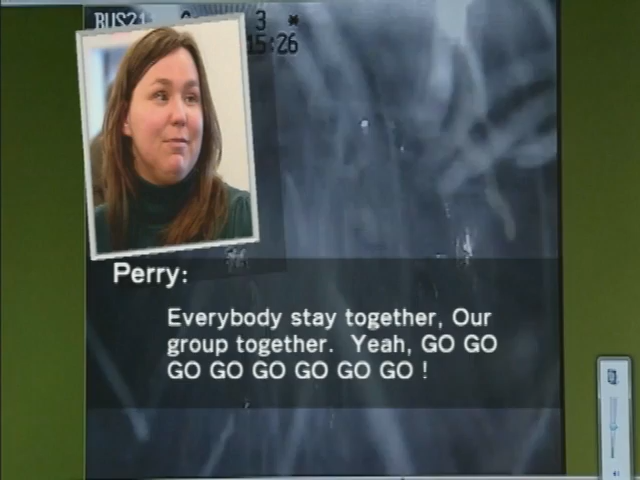 BUS211
3 *
15:26
Perry:
Everybody stay together, Our
group together. Yeah, GO GO
GO GO GO GO GO GO !